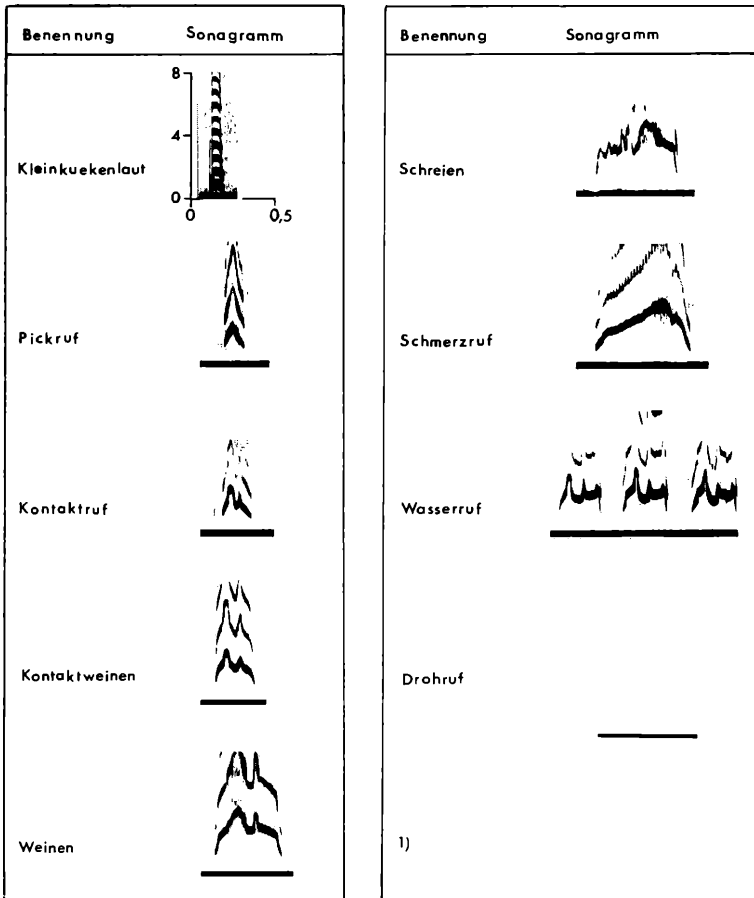 Benennung Sonagramm
8
4
Kleinkuekenlaut
0
0 0,5
Pickruf
Kontaktruf
Kontaktweinen
Weinen
Benennung Sonagramm
Schreien
Schmerzruf
Wasserruf
Drohruf
1)